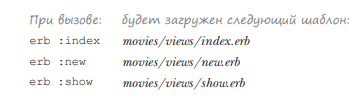 При вызове: будет загружен следующий шаблон:
erb :index movies/views/index.erb
erb :new movies/views/new.erb
erb :show movies/views/show.erb